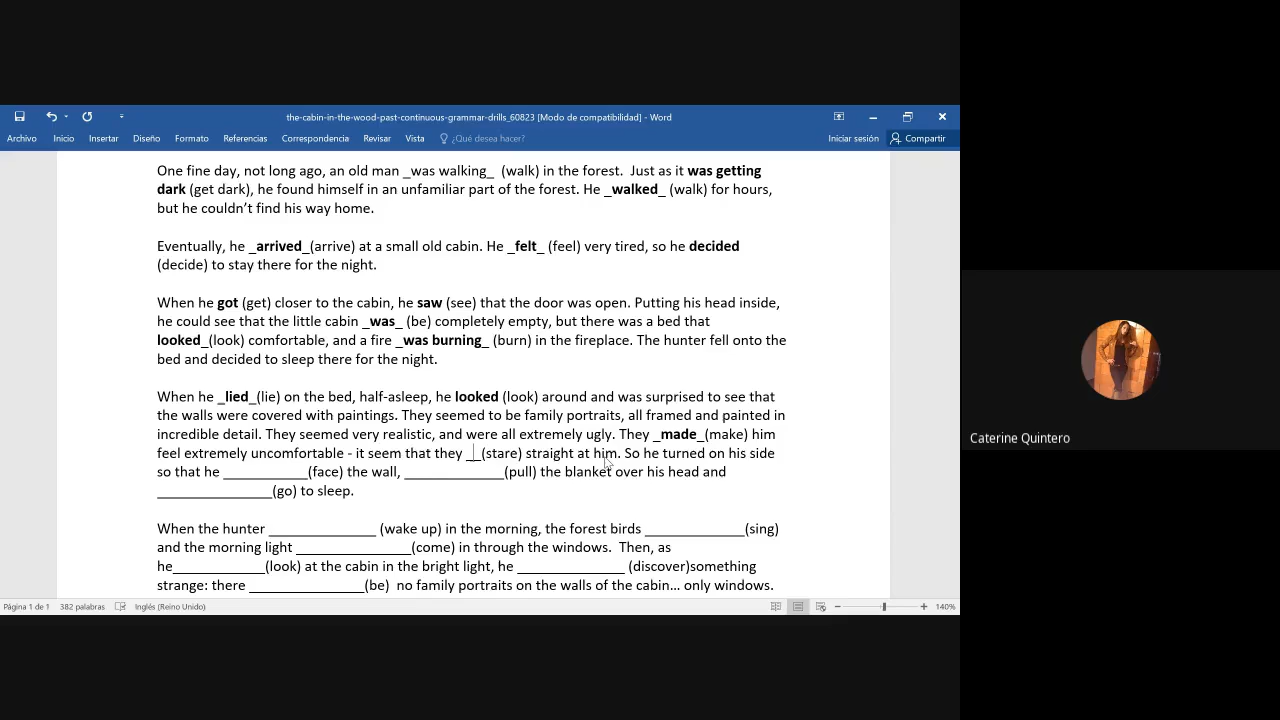 the-cabin-in-the-wood-past-continuous-grammar-drills_60823 [Modo de compatibilidad] - Word
Archivo Inicio Insertar Diseño Formato Referencias Correspondencia Revisar Vista ¿Qué desea hacer? Iniciar sesión Compartir
One fine day, not long ago, an old man _was walking_ (walk) in the forest. Just as it was getting
dark (get dark), he found himself in an unfamiliar part of the forest. He _walked_ (walk) for hours,
but he couldn't find his way home.
Eventually, he _arrived_(arrive) at a small old cabin. He _felt_ (feel) very tired, so he decided
(decide) to stay there for the night.
When he got (get) closer to the cabin, he saw (see) that the door was open. Putting his head inside,
he could see that the little cabin _was_ (be) completely empty, but there was a bed that
looked_(look) comfortable, and a fire _was burning_ (burn) in the fireplace. The hunter fell onto the
bed and decided to sleep there for the night.
When he _lied_(lie) on the bed, half-asleep, he looked (look) around and was surprised to see that
the walls were covered with paintings. They seemed to be family portraits, all framed and painted in
incredible detail. They seemed very realistic, and were all extremely ugly. They _made_(make) him
feel extremely uncomfortable - it seem that they __(stare) straight at him. So he turned on his side
so that he ___________(face) the wall, _____________(pull) the blanket over his head and
_______________(go) to sleep.
When the hunter ______________ (wake up) in the morning, the forest birds _____________(sing)
and the morning light _______________(come) in through the windows. Then, as
he____________(look) at the cabin in the bright light, he ______________ (discover)something
strange: there _______________(be) no family portraits on the walls of the cabin… only windows.
Página 1 de 1 382 palabras Inglés (Reino Unido) 140%
Caterine Quintero